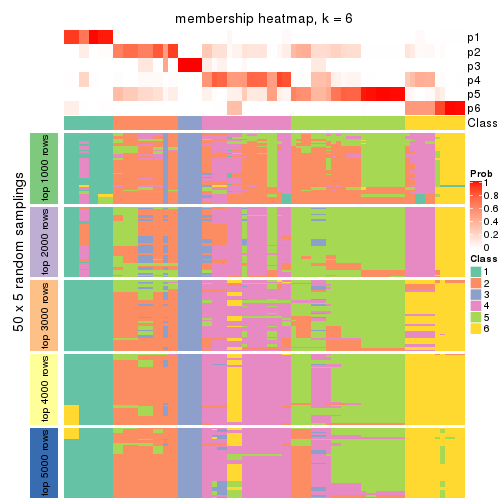 membership heatmap, k = 6
p1
p2
p3
p4
p5
p6
Class
50 x 5 random samplings
top 1000 rows
top 2000 rows
top 3000 rows
top 4000 rows
top 5000 rows
Prob
1
0.8
0.6
0.4
0.2
0
Class
1
2
3
4
5
6